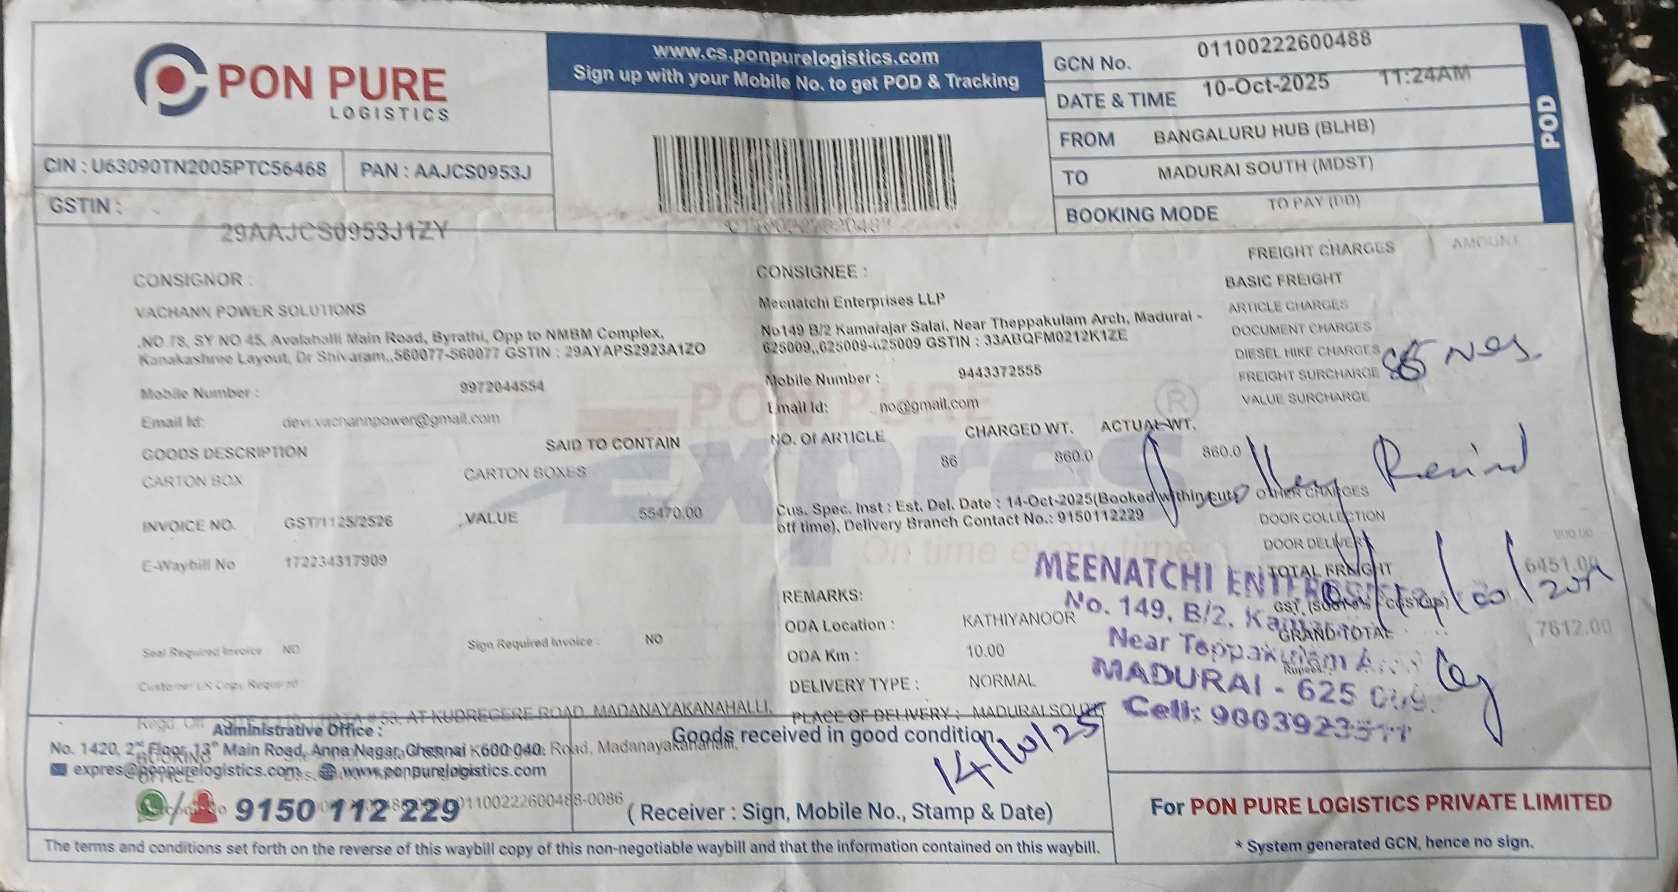 PON PURE
LOGISTICS
www.cs.ponpurelogistics.com
Sign up with your Mobile No. to get POD & Tracking
GCN No. 01100222600488
DATE & TIME 10-Oct-2025 11:24AM
FROM BANGALURU HUB (BLHB)
TO MADURAI SOUTH (MDST)
BOOKING MODE TO PAY (DD)
POD
CIN : U63090TN2005PTC56468 PAN : AAJCS0953J
GSTIN :
29AAJCS0953J1ZY
CONSIGNOR :
VACHANN POWER SOLUTIONS
.NO 78, SY NO 45, Avalahalli Main Road, Byrathi, Opp to NMBM Complex,
Kanakashree Layout, Dr Shivaram,,560077-560077 GSTIN : 29AYAPS2923A1ZO
Mobile Number : 9972044554
Email Id: devi.vachannpower@gmail.com
CONSIGNEE :
Meenatchi Enterprises LLP
No149 B/2 Kamarajar Salai, Near Theppakulam Arch, Madurai -
625009,,625009-625009 GSTIN : 33ABQFM0212K1ZE
Mobile Number : 9443372555
Email Id: no@gmail.com
FREIGHT CHARGES AMOUNT
BASIC FREIGHT
ARTICLE CHARGES
DOCUMENT CHARGES
DIESEL HIKE CHARGES
FREIGHT SURCHARGE
VALUE SURCHARGE
Nos.
PON PURE
Expres
On time every time
GOODS DESCRIPTION SAID TO CONTAIN NO. Of ARTICLE CHARGED WT. ACTUAL WT.
CARTON BOX CARTON BOXES 86 860.0 860.0
INVOICE NO. GST/1125/2526 VALUE 55470.00
E-Waybill No 172234317909
Cus. Spec. Inst : Est. Del. Date : 14-Oct-2025(Booked within cut
off time), Delivery Branch Contact No.: 9150112229
OTHER CHARGES
DOOR COLLECTION
DOOR DELIVERY
TOTAL FREIGHT 6451.00
GRAND TOTAL 7612.00
REMARKS:
ODA Location : KATHIYANOOR
ODA Km : 10.00
DELIVERY TYPE : NORMAL
PLACE OF DELIVERY : MADURAI SOUTH
Seal Required Invoice NO Sign Required Invoice : NO
MEENATCHI
No. 149, B/2,
Near Teppakulam
MADURAI - 625
Cell:
AT KUDREGERE ROAD, MADANAYAKANAHALLI,
Administrative Office :
No. 1420, 2nd Floor, 13th Main Road, Anna Nagar, Chennai K600 040.
expres@ponpurelogistics.com www.ponpurelogistics.com
9150 112 229
01100222600488-0086
Goods received in good condition
14/10/25
( Receiver : Sign, Mobile No., Stamp & Date)
For PON PURE LOGISTICS PRIVATE LIMITED
* System generated GCN, hence no sign.
The terms and conditions set forth on the reverse of this waybill copy of this non-negotiable waybill and that the information contained on this waybill.